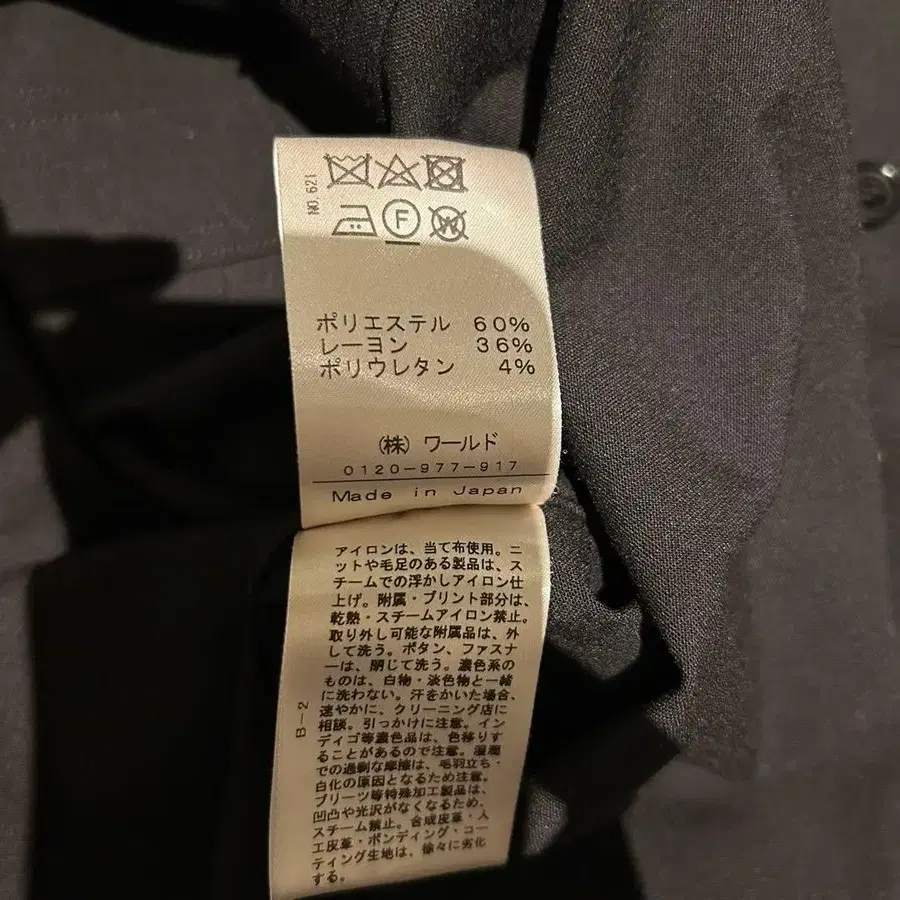 NO.621
F
W
ポリエステル 60%
レーヨン 36%
ポリウレタン 4%
(株) ワールド
0120-977-917
Made in Japan
アイロンは、当て布使用。ニ
ットや毛足のある製品は、ス
チームでの浮かしアイロン仕
上げ。附属・プリント部分は、
乾熱・スチームアイロン禁止。
取り外し可能な附属品は、外
して洗う。ボタン、ファスナ
ーは、閉じて洗う。濃色系の
ものは、白物・淡色物と一緒
に洗わない。汗をかいた場合、
速やかに、クリーニング店に
相談。引っかけに注意。イン
ディゴ等濃色品は、色移りす
ることがあるので注意。湿潤
での過剰な摩擦は、毛羽立ち・
白化の原因となるため注意。
プリーツ等特殊加工製品は、
凹凸や光沢がなくなるため、
スチーム禁止。合成皮革・人
工皮革・ボンディング・コー
ティング生地は、徐々に劣化
する。
B-2